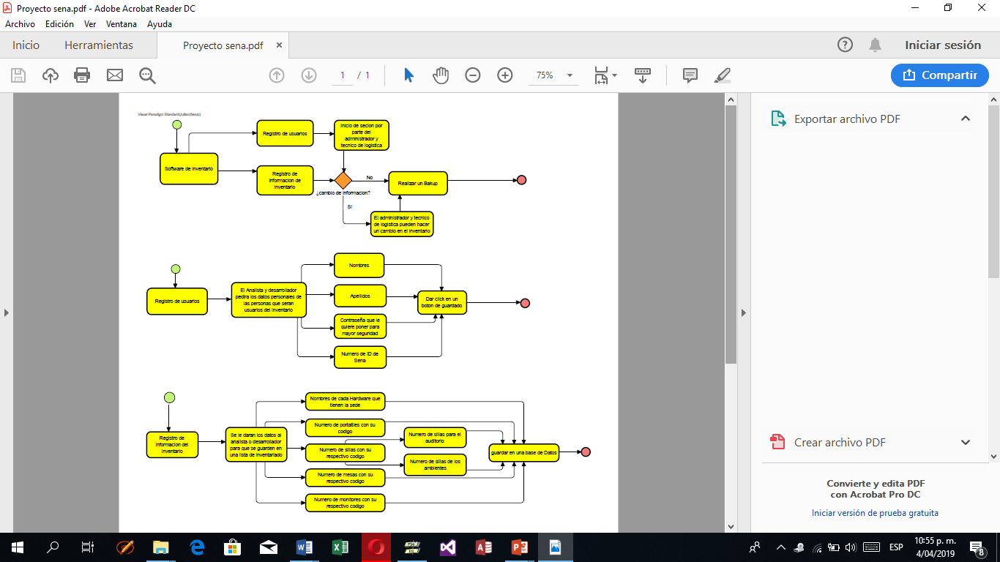 Proyecto sena.pdf - Adobe Acrobat Reader DC
Archivo Edición Ver Ventana Ayuda
Inicio Herramientas Proyecto sena.pdf ×
Iniciar sesión
1 / 1
75%
Compartir
Visual Paradigm Standard(Julian(Sena))
Software de inventario
Registro de usuarios
Inicio de secion por
parte del
administrador y
tecnico de logistica
Registro de
informacion de
inventario
¿cambio de informacion?
No
SI
Realizar un Bakup
El administrador y tecnico
de logistica pueden hacer
un cambio en el inventario
Registro de usuarios
El Analista y desarrollador
pedira los datos personales de
las personas que seran
usuarios del inventario
Nombres
Apellidos
Contraseña que le
quiere poner para
mayor seguridad
Numero de ID de
Sena
Dar click en un
boton de guardado
Registro de
informacion del
inventario
Se le daran los datos al
analista o desarrollador
para que se guarden en
una lista de inventariado
Nombres de cada Hardware que
tienen la sede
Numero de portatiles con su
codigo
Numero de sillas con su
respectivo codigo
Numero de mesas con su
respectivo codigo
Numero de monitores con su
respectivo codigo
Numero de sillas para el
auditorio
Numero de sillas de los
ambientes
guardar en una base de Datos
Exportar archivo PDF
Crear archivo PDF
Convierte y edita PDF
con Acrobat Pro DC
Iniciar versión de prueba gratuita
ESP
10:55 p. m.
4/04/2019
8